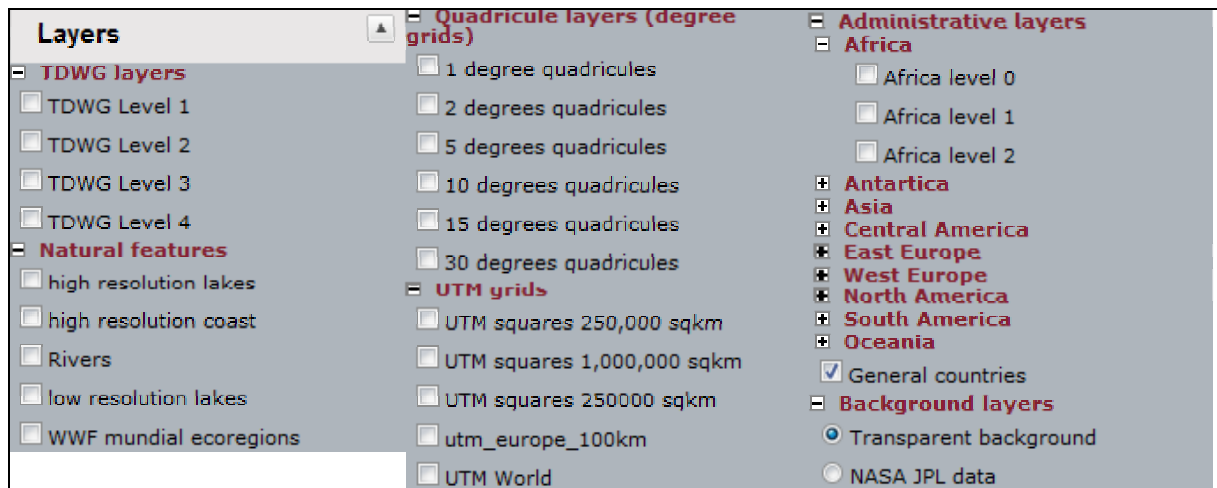 Layers
TDWG layers
TDWG Level 1
TDWG Level 2
TDWG Level 3
TDWG Level 4
Natural features
high resolution lakes
high resolution coast
Rivers
low resolution lakes
WWF mundial ecoregions
Quadricule layers (degree
grids)
1 degree quadricules
2 degrees quadricules
5 degrees quadricules
10 degrees quadricules
15 degrees quadricules
30 degrees quadricules
UTM grids
UTM squares 250,000 sqkm
UTM squares 1,000,000 sqkm
UTM squares 250000 sqkm
utm_europe_100km
UTM World
Administrative layers
Africa
Africa level 0
Africa level 1
Africa level 2
Antartica
Asia
Central America
East Europe
West Europe
North America
South America
Oceania
General countries
Background layers
Transparent background
NASA JPL data